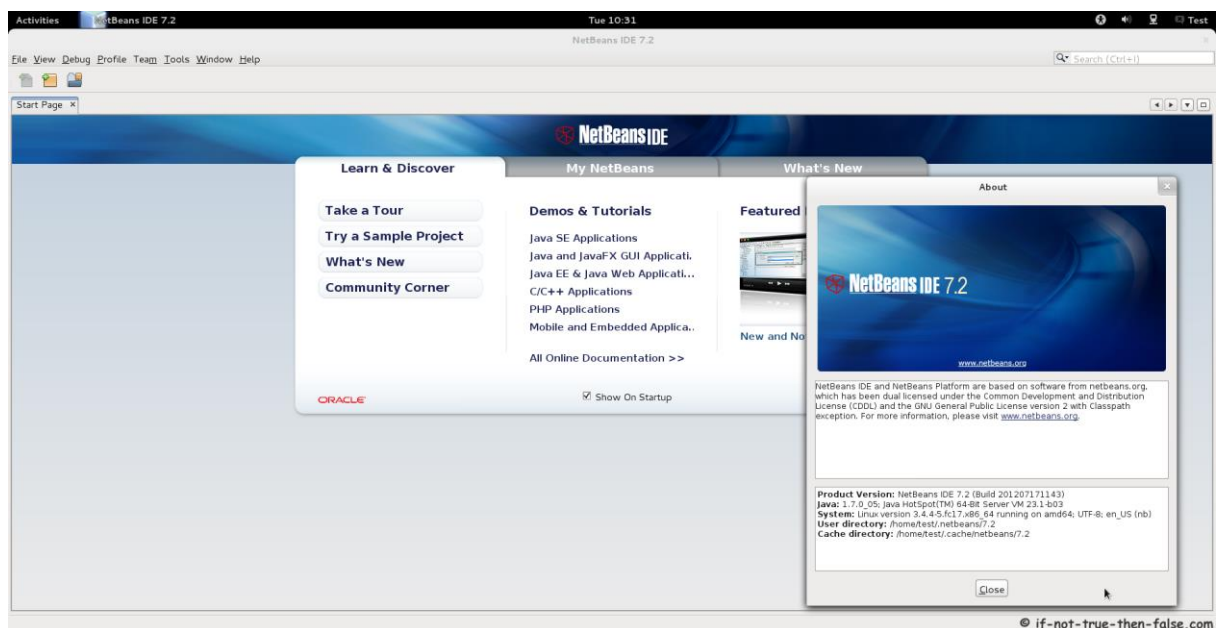 Activities NetBeans IDE 7.2 Tue 10:31 Test
NetBeans IDE 7.2
File View Debug Profile Team Tools Window Help Search (Ctrl+I)
Start Page
NetBeans IDE
Learn & Discover My NetBeans What's New
Take a Tour
Try a Sample Project
What's New
Community Corner
Demos & Tutorials
Java SE Applications
Java and JavaFX GUI Applicati.
Java EE & Java Web Applicati...
C/C++ Applications
PHP Applications
Mobile and Embedded Applica..
All Online Documentation >>
Featured
New and No
ORACLE
Show On Startup
About
NetBeans IDE 7.2
www.netbeans.org
NetBeans IDE and NetBeans Platform are based on software from netbeans.org,
which has been dual licensed under the Common Development and Distribution
License (CDDL) and the GNU General Public License version 2 with Classpath
exception. For more information, please visit www.netbeans.org.
Product Version: NetBeans IDE 7.2 (Build 201207171143)
Java: 1.7.0_05; Java HotSpot(TM) 64-Bit Server VM 23.1-b03
System: Linux version 3.4.4-5.fc17.x86_64 running on amd64; UTF-8; en_US (nb)
User directory: /home/test/.netbeans/7.2
Cache directory: /home/test/.cache/netbeans/7.2
Close
© if-not-true-then-false.com